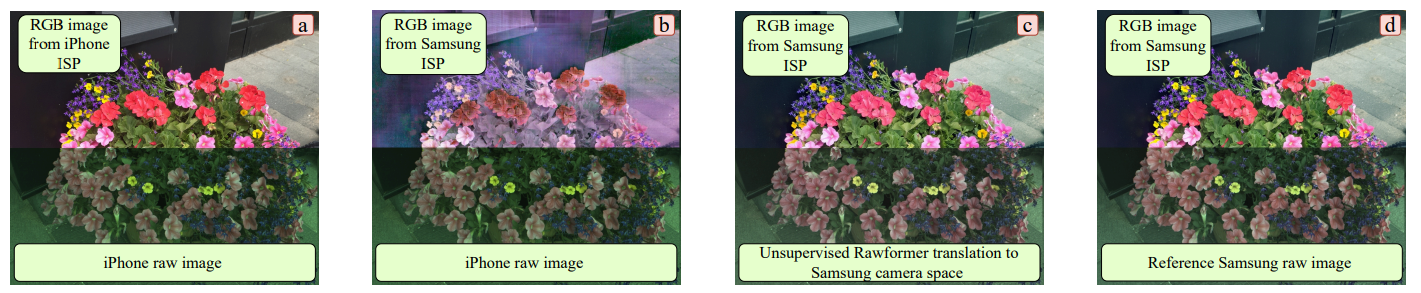 RGB image
from iPhone
ISP
a
iPhone raw image
RGB image
from Samsung
ISP
b
iPhone raw image
RGB image
from Samsung
ISP
c
Unsupervised Rawformer translation to
Samsung camera space
RGB image
from Samsung
ISP
d
Reference Samsung raw image